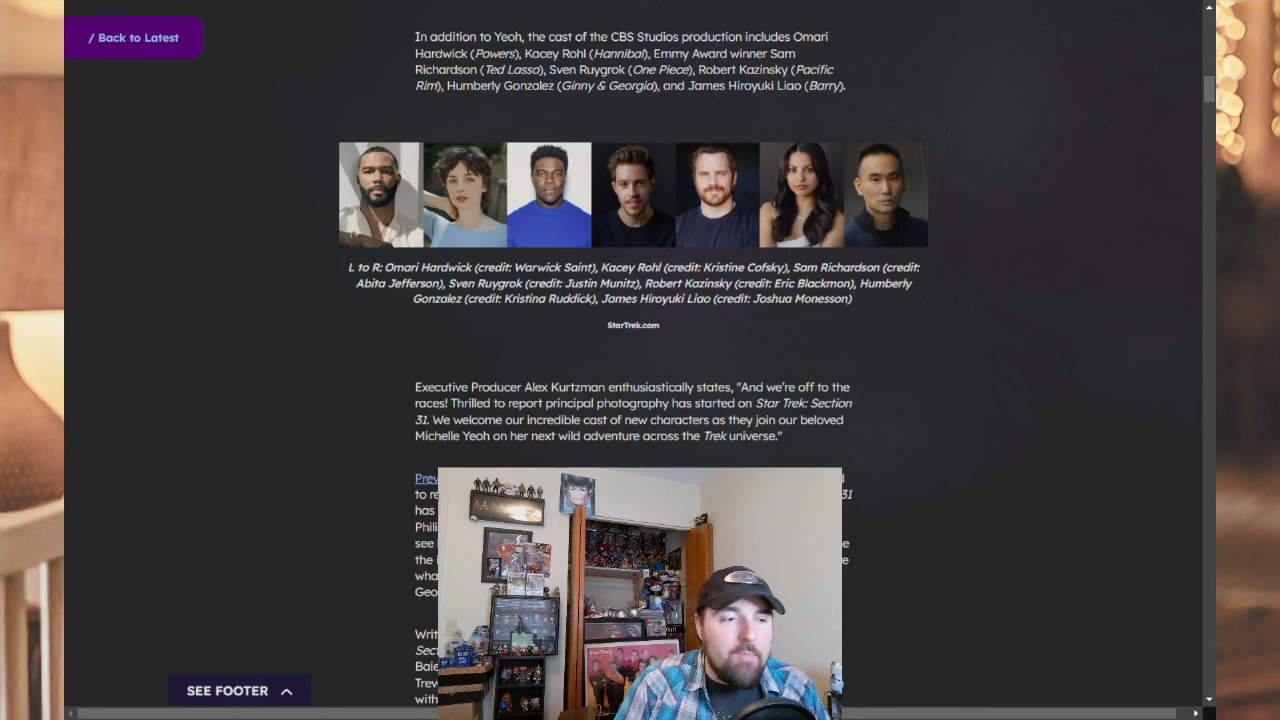 / Back to Latest
In addition to Yeoh, the cast of the CBS Studios production includes Omari
Hardwick (Powers), Kacey Rohl (Hannibal), Emmy Award winner Sam
Richardson (Ted Lasso), Sven Ruygrok (One Piece), Robert Kazinsky (Pacific
Rim), Humberly Gonzalez (Ginny & Georgia), and James Hiroyuki Liao (Barry).
L to R: Omari Hardwick (credit: Warwick Saint), Kacey Rohl (credit: Kristine Cofsky), Sam Richardson (credit:
Abita Jefferson), Sven Ruygrok (credit: Justin Munitz), Robert Kazinsky (credit: Eric Blackmon), Humberly
Gonzalez (credit: Kristina Ruddick), James Hiroyuki Liao (credit: Joshua Monesson)
StarTrek.com
Executive Producer Alex Kurtzman enthusiastically states, "And we're off to the
races! Thrilled to report principal photography has started on Star Trek: Section
31. We welcome our incredible cast of new characters as they join our beloved
Michelle Yeoh on her next wild adventure across the Trek universe."
to
31
has
see
the
SEE FOOTER
with